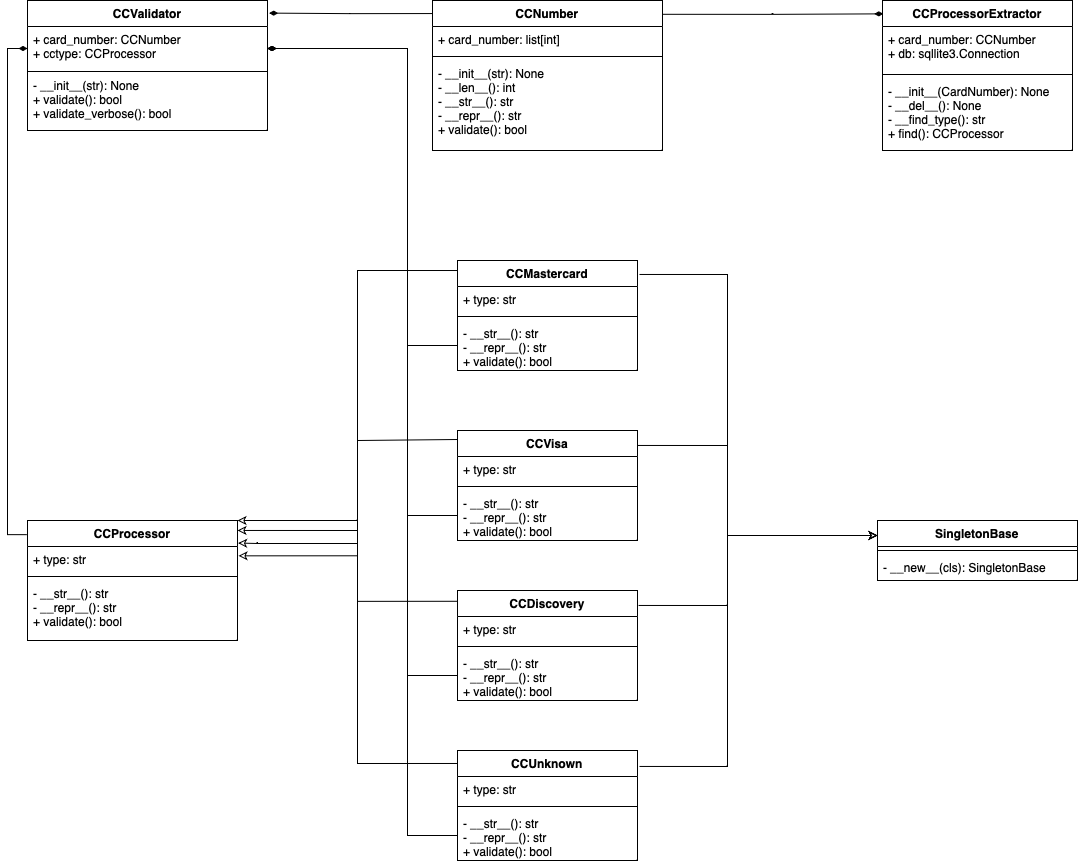 CCValidator
+ card_number: CCNumber
+ cctype: CCProcessor
- __init__(str): None
+ validate(): bool
+ validate_verbose(): bool
CCNumber
+ card_number: list[int]
- __init__(str): None
- __len__(): int
- __str__(): str
- __repr__(): str
+ validate(): bool
CCProcessorExtractor
+ card_number: CCNumber
+ db: sqllite3.Connection
- __init__(CardNumber): None
- __del__(): None
- __find_type(): str
+ find(): CCProcessor
CCMastercard
+ type: str
- __str__(): str
- __repr__(): str
+ validate(): bool
CCVisa
+ type: str
- __str__(): str
- __repr__(): str
+ validate(): bool
CCProcessor
+ type: str
- __str__(): str
- __repr__(): str
+ validate(): bool
SingletonBase
- __new__(cls): SingletonBase
CCDiscovery
+ type: str
- __str__(): str
- __repr__(): str
+ validate(): bool
CCUnknown
+ type: str
- __str__(): str
- __repr__(): str
+ validate(): bool